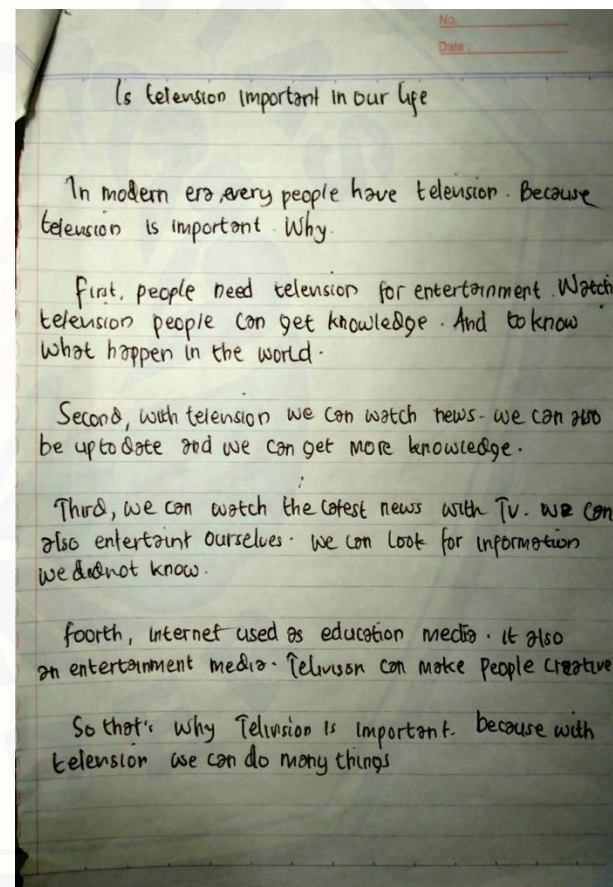 No.
Date :
Is telension important in our life
In modern era, every people have telension. Because
telension is important. Why.
First, people need telension for entertainment. Watch
telension people can get knowledge. And to know
what happen in the world.
Second, with telension we can watch news - we can also
be up to date and we can get more knowledge.
Third, we can watch the latest news with TV. we can
also entertaint ourselves. we can look for information
we didnot know.
foorth, internet used as education media. it also
an entertainment media. Telivison can make people creative
So that's why Telivsion is important. because with
telension we can do many things